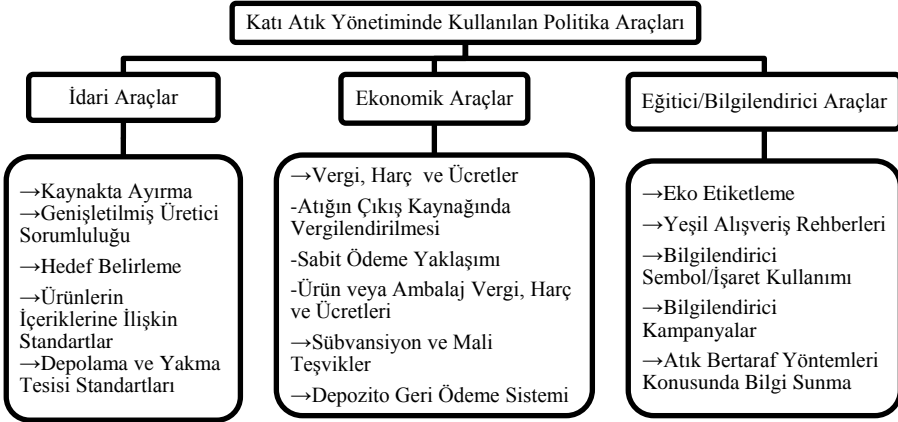 Katı Atık Yönetiminde Kullanılan Politika Araçları
İdari Araçlar
Ekonomik Araçlar
Eğitici/Bilgilendirici Araçlar
→Kaynakta Ayırma
→Genişletilmiş Üretici
Sorumluluğu
→Hedef Belirleme
→Ürünlerin
İçeriklerine İlişkin
Standartlar
→Depolama ve Yakma
Tesisi Standartları
→Vergi, Harç ve Ücretler
-Atığın Çıkış Kaynağında
Vergilendirilmesi
-Sabit Ödeme Yaklaşımı
-Ürün veya Ambalaj Vergi, Harç
ve Ücretleri
→Sübvansiyon ve Mali
Teşvikler
→Depozito Geri Ödeme Sistemi
→Eko Etiketleme
→Yeşil Alışveriş Rehberleri
→Bilgilendirici
Sembol/İşaret Kullanımı
→Bilgilendirici
Kampanyalar
→Atık Bertaraf Yöntemleri
Konusunda Bilgi Sunma